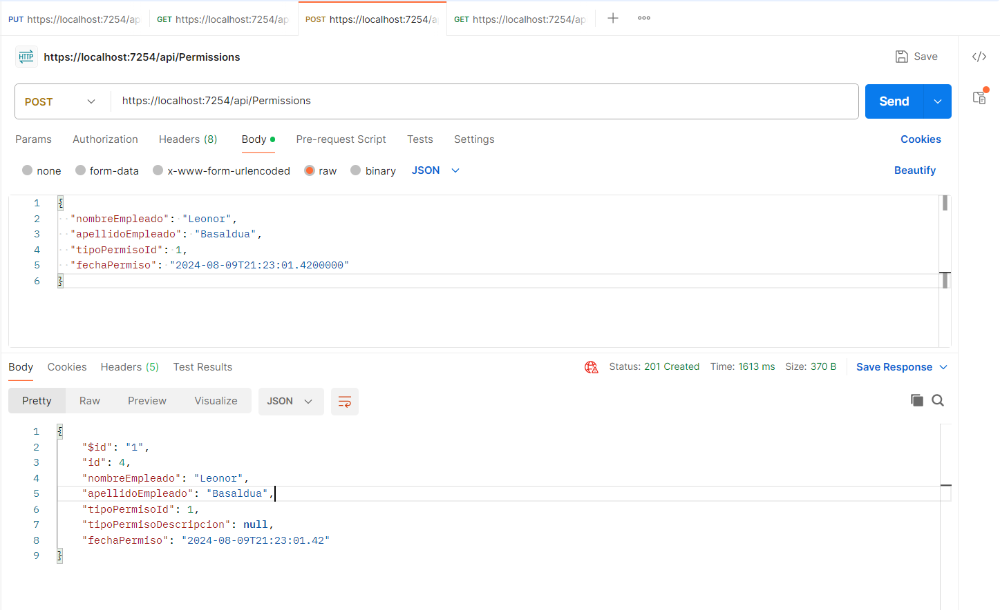 PUT https://localhost:7254/ap GET https://localhost:7254/ap POST https://localhost:7254/a GET https://localhost:7254/ap
HTTP https://localhost:7254/api/Permissions Save
POST https://localhost:7254/api/Permissions Send
Params Authorization Headers (8) Body Pre-request Script Tests Settings Cookies
none form-data x-www-form-urlencoded raw binary JSON Beautify
1 {
2 "nombreEmpleado": "Leonor",
3 "apellidoEmpleado": "Basaldua",
4 "tipoPermisoId": 1,
5 "fechaPermiso": "2024-08-09T21:23:01.4200000"
6 }
Body Cookies Headers (5) Test Results Status: 201 Created Time: 1613 ms Size: 370 B Save Response
Pretty Raw Preview Visualize JSON
1 {
2 "$id": "1",
3 "id": 4,
4 "nombreEmpleado": "Leonor",
5 "apellidoEmpleado": "Basaldua",
6 "tipoPermisoId": 1,
7 "tipoPermisoDescripcion": null,
8 "fechaPermiso": "2024-08-09T21:23:01.42"
9 }